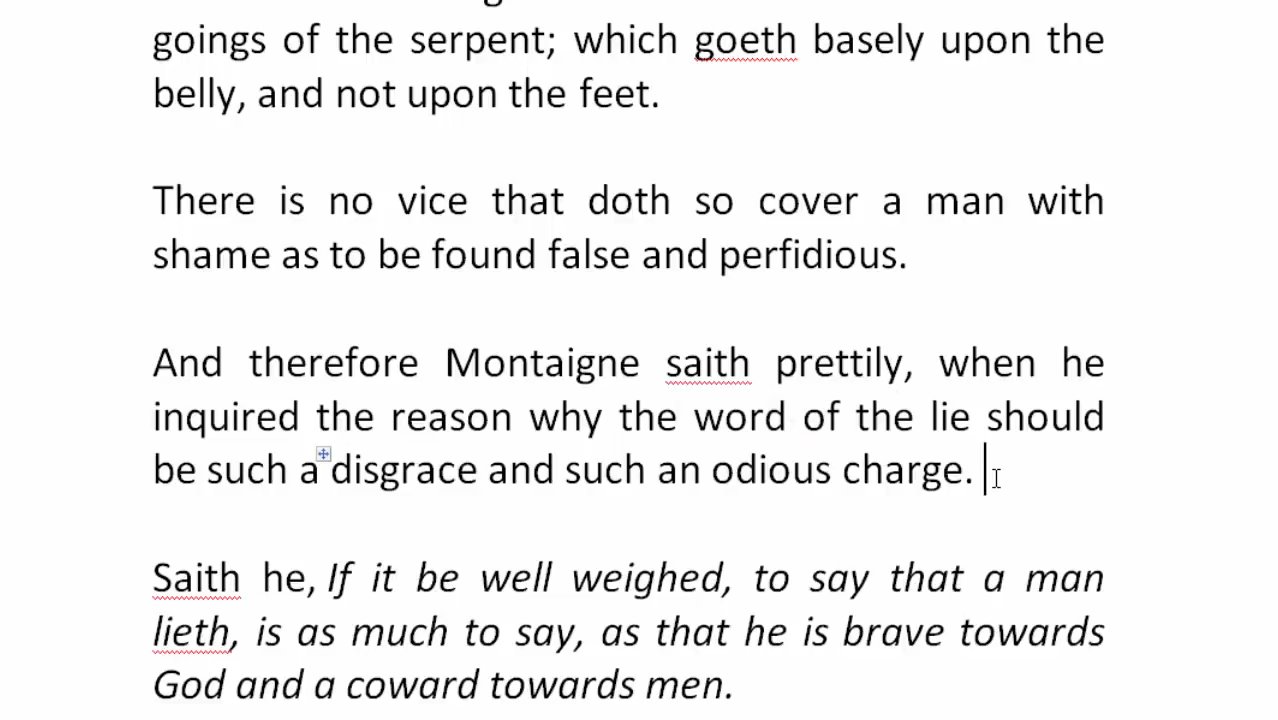 goings of the serpent; which goeth basely upon the
belly, and not upon the feet.
There is no vice that doth so cover a man with
shame as to be found false and perfidious.
And therefore Montaigne saith prettily, when he
inquired the reason why the word of the lie should
be such a disgrace and such an odious charge.
Saith he, If it be well weighed, to say that a man
lieth, is as much to say, as that he is brave towards
God and a coward towards men.